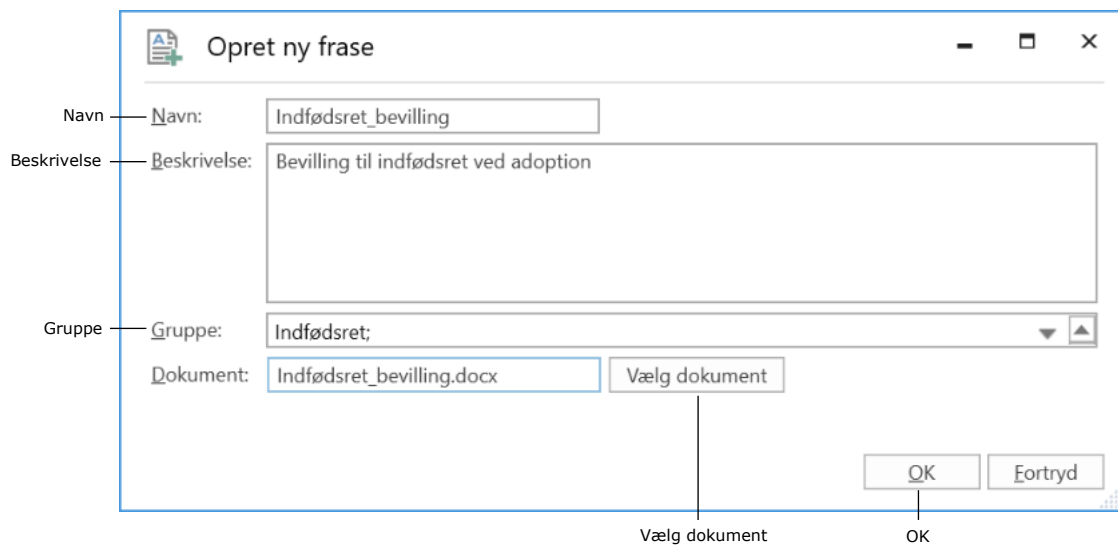 Opret ny frase
Navn Navn: Indfødsret_bevilling
Beskrivelse Beskrivelse: Bevilling til indfødsret ved adoption
Gruppe Gruppe: Indfødsret;
Dokument: Indfødsret_bevilling.docx Vælg dokument
OK Fortryd
Vælg dokument OK